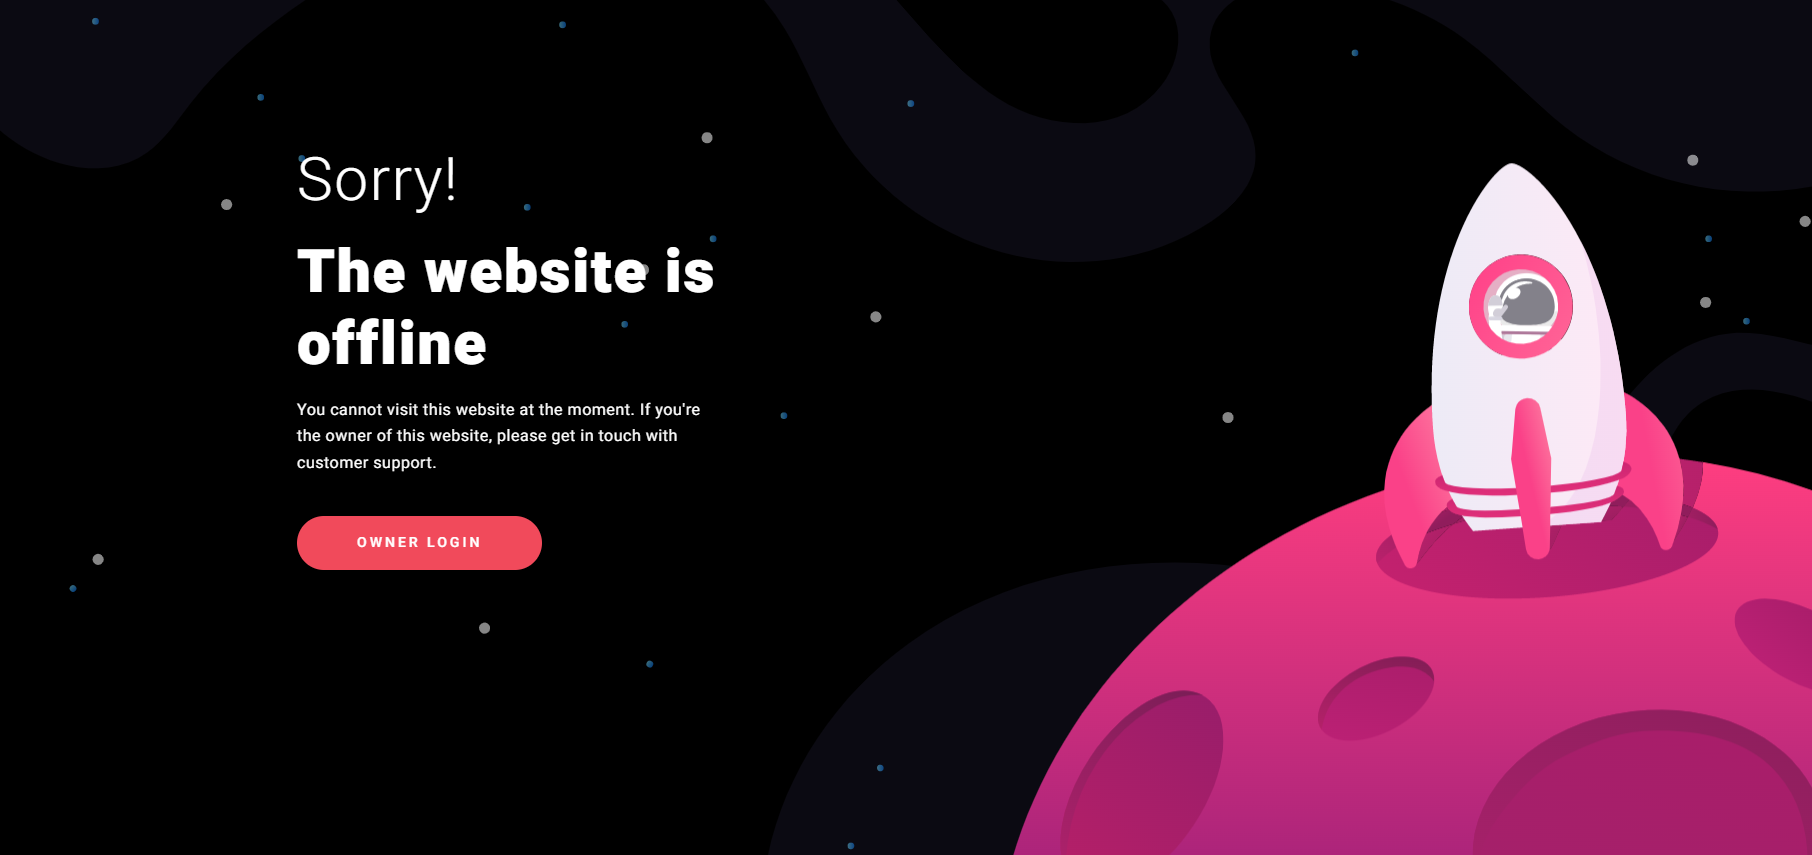 Sorry!
The website is
offline
You cannot visit this website at the moment. If you're
the owner of this website, please get in touch with
customer support.
OWNER LOGIN